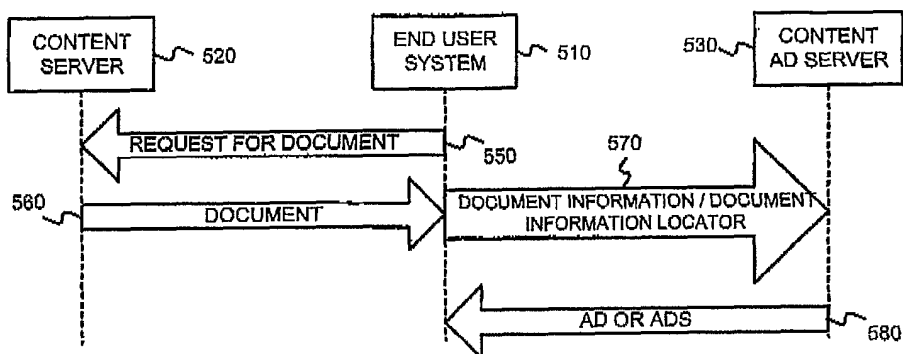 CONTENT
SERVER
520
END USER
SYSTEM
510
530
CONTENT
AD SERVER
REQUEST FOR DOCUMENT
550
570
560
DOCUMENT
DOCUMENT INFORMATION / DOCUMENT
INFORMATION LOCATOR
AD OR ADS
580